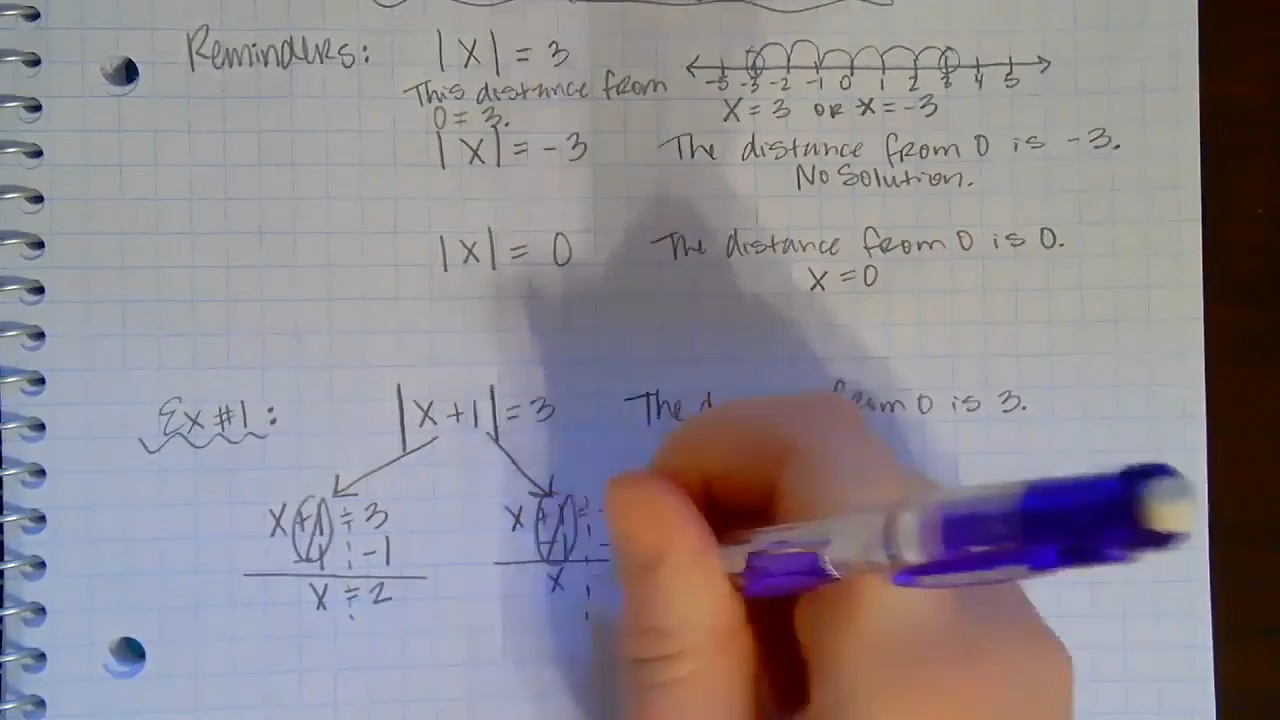 Reminders: |X| = 3
This distance from
0 = 3.
-5 -3 -2 -1 0 1 2 3 4 5
X = 3 OR X = -3
|X| = -3 The distance from 0 is -3.
No Solution.
|X| = 0 The distance from 0 is 0.
X = 0
Ex #1: |X+1| = 3 The from 0 is 3.
X +1 = 3 X +1 =
-1 -1 -1
X = 2 X